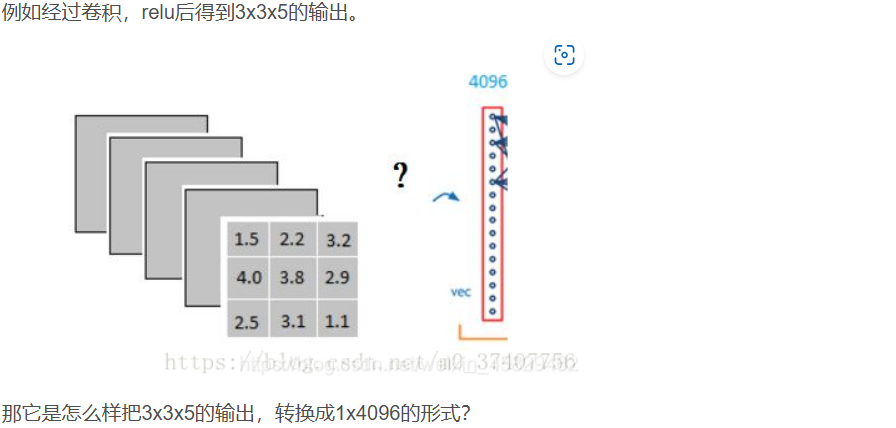 例如经过卷积，relu后得到3x3x5的输出。
4096
?
1.5 2.2 3.2
4.0 3.8 2.9
2.5 3.1 1.1
vec
https://blog.csdn.net/m0_37407756
那它是怎么样把3x3x5的输出，转换成1x4096的形式？